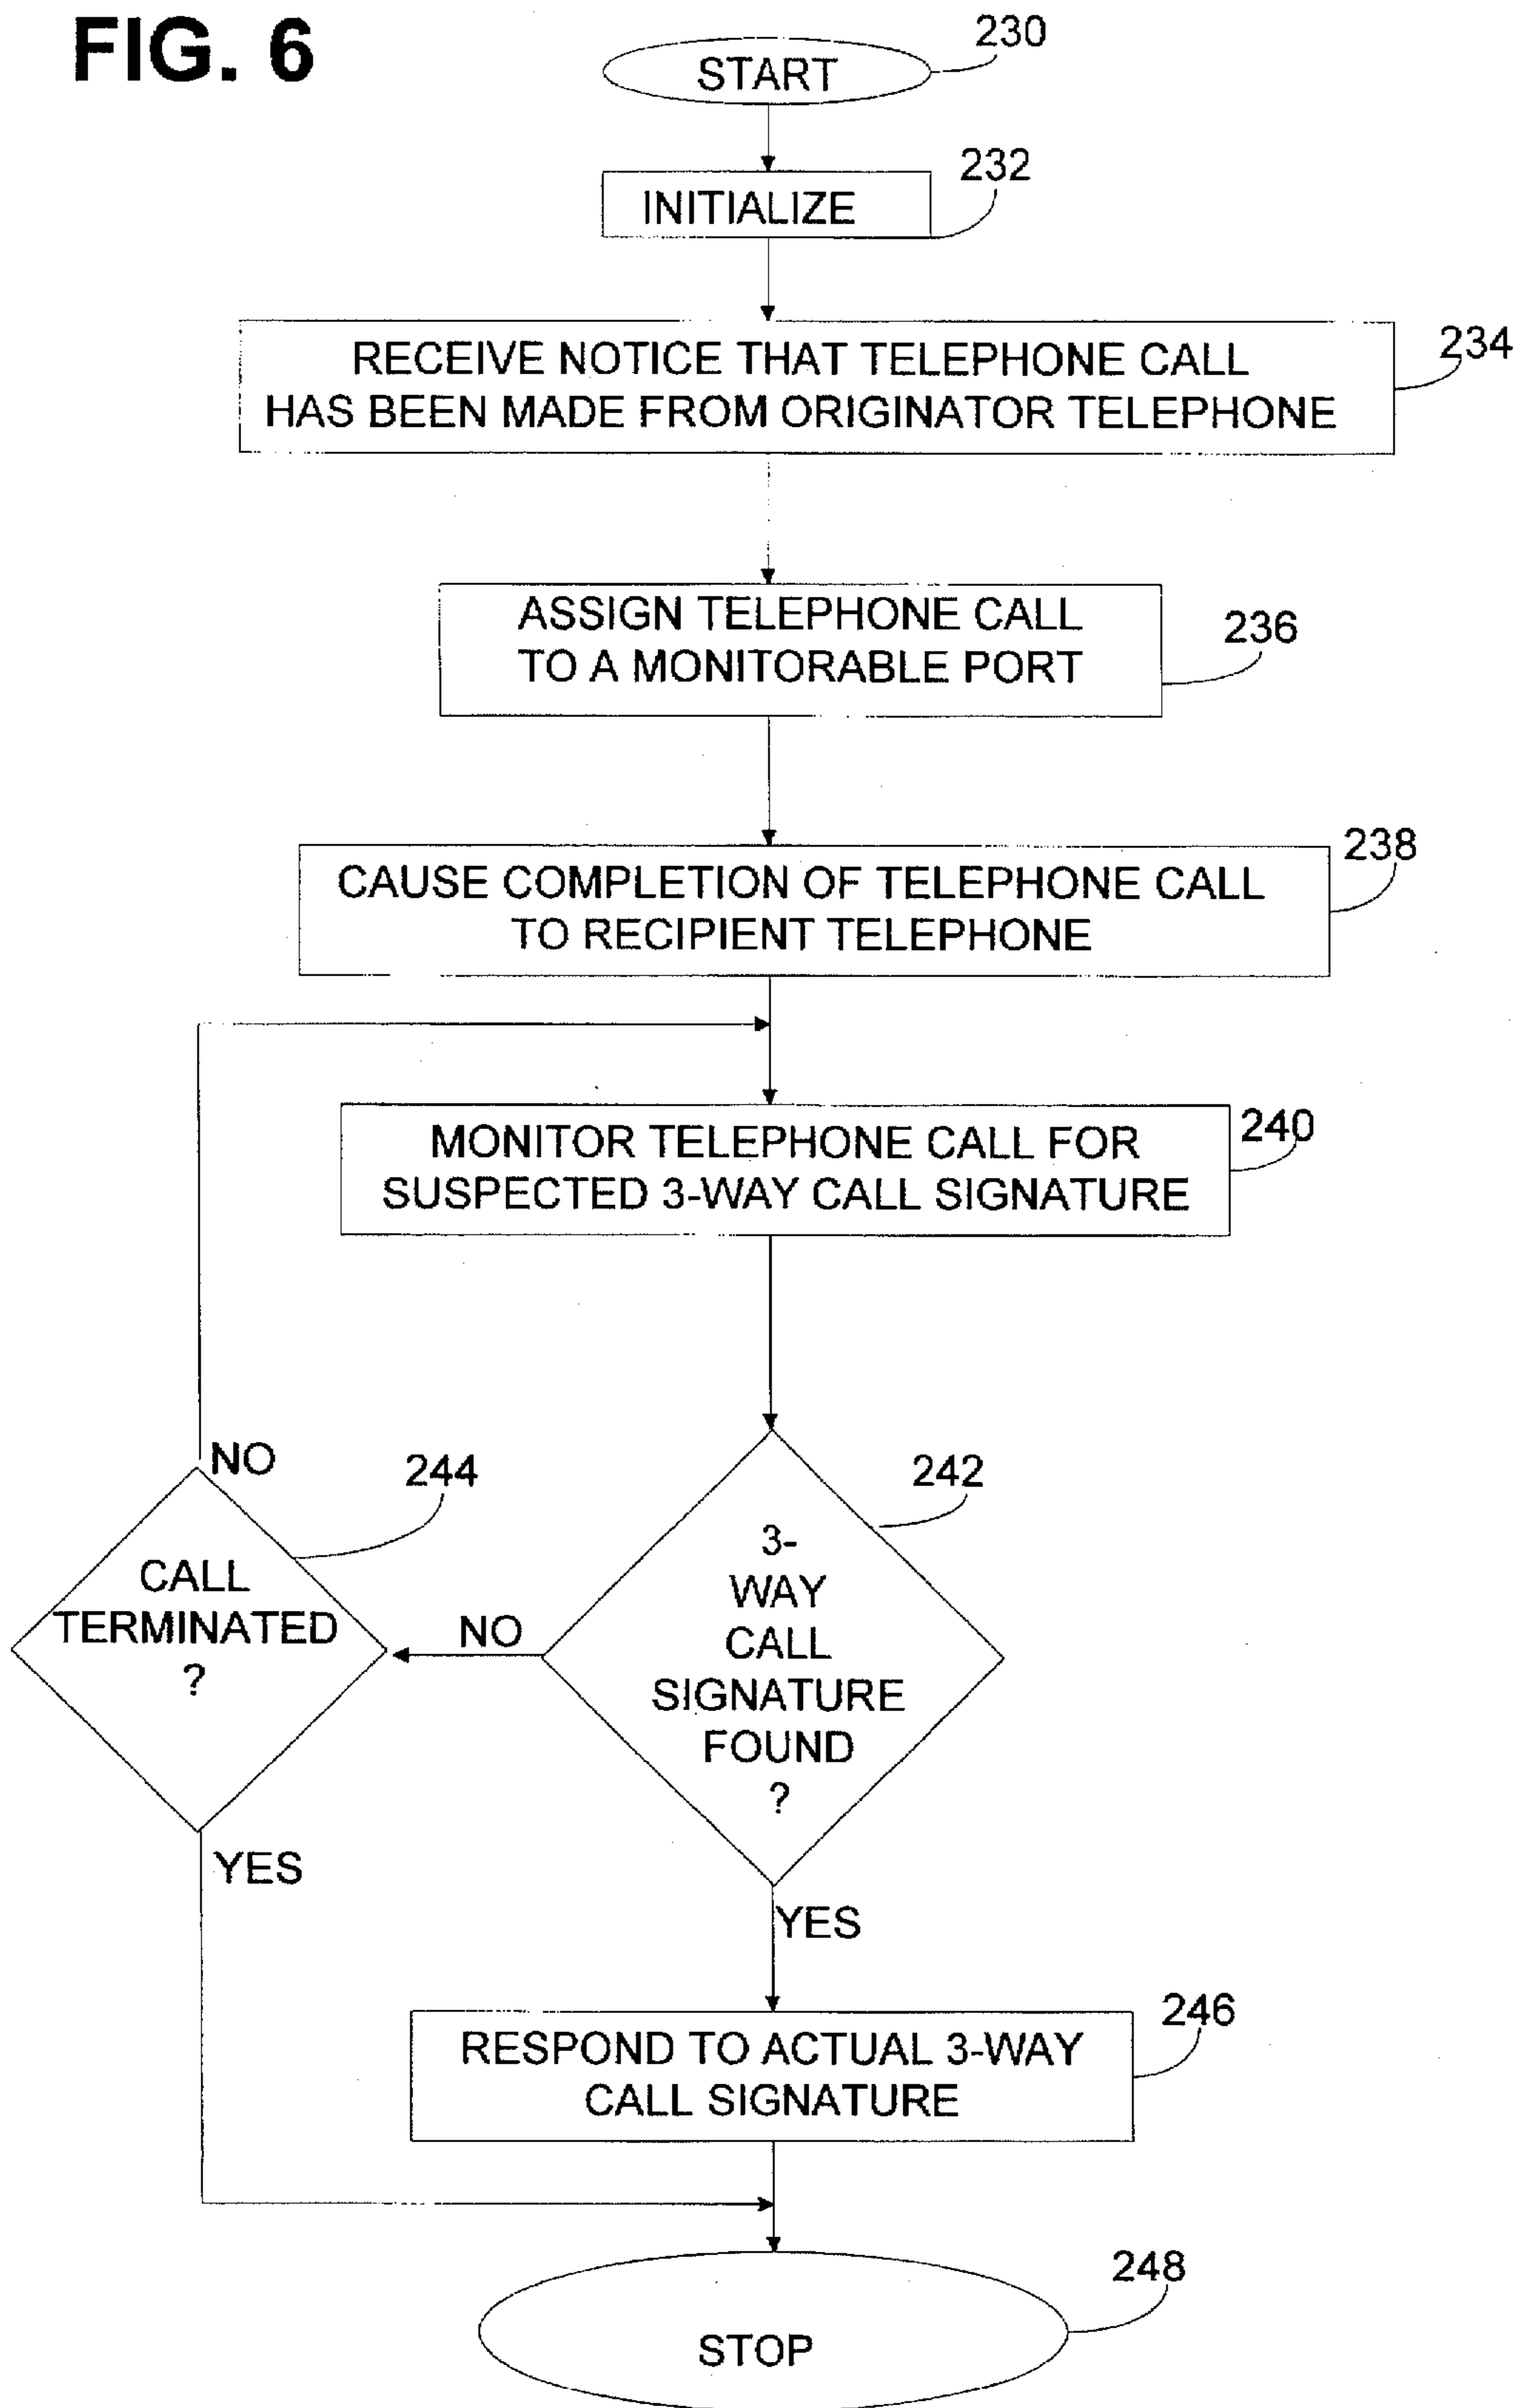 FIG. 6
230
START
232
INITIALIZE
234
RECEIVE NOTICE THAT TELEPHONE CALL
HAS BEEN MADE FROM ORIGINATOR TELEPHONE
236
ASSIGN TELEPHONE CALL
TO A MONITORABLE PORT
238
CAUSE COMPLETION OF TELEPHONE CALL
TO RECIPIENT TELEPHONE
240
MONITOR TELEPHONE CALL FOR
SUSPECTED 3-WAY CALL SIGNATURE
NO
244
CALL
TERMINATED
?
NO
242
3-
WAY
CALL
SIGNATURE
FOUND
?
YES
YES
246
RESPOND TO ACTUAL 3-WAY
CALL SIGNATURE
248
STOP